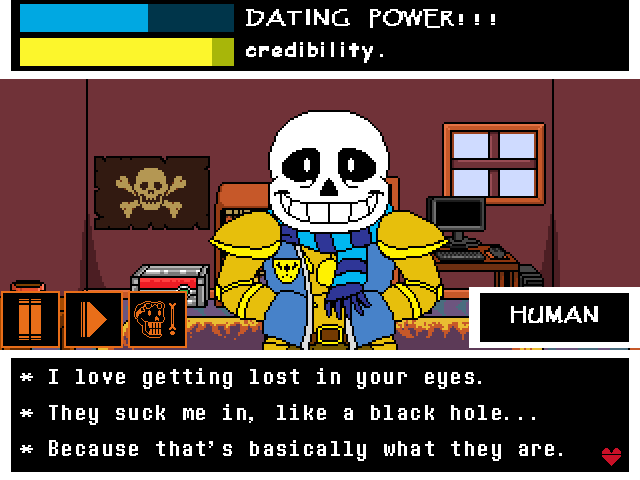 DATING POWER!!!
credibility.
HUMAN
* I love getting lost in your eyes.
* They suck me in, like a black hole...
* Because that's basically what they are.